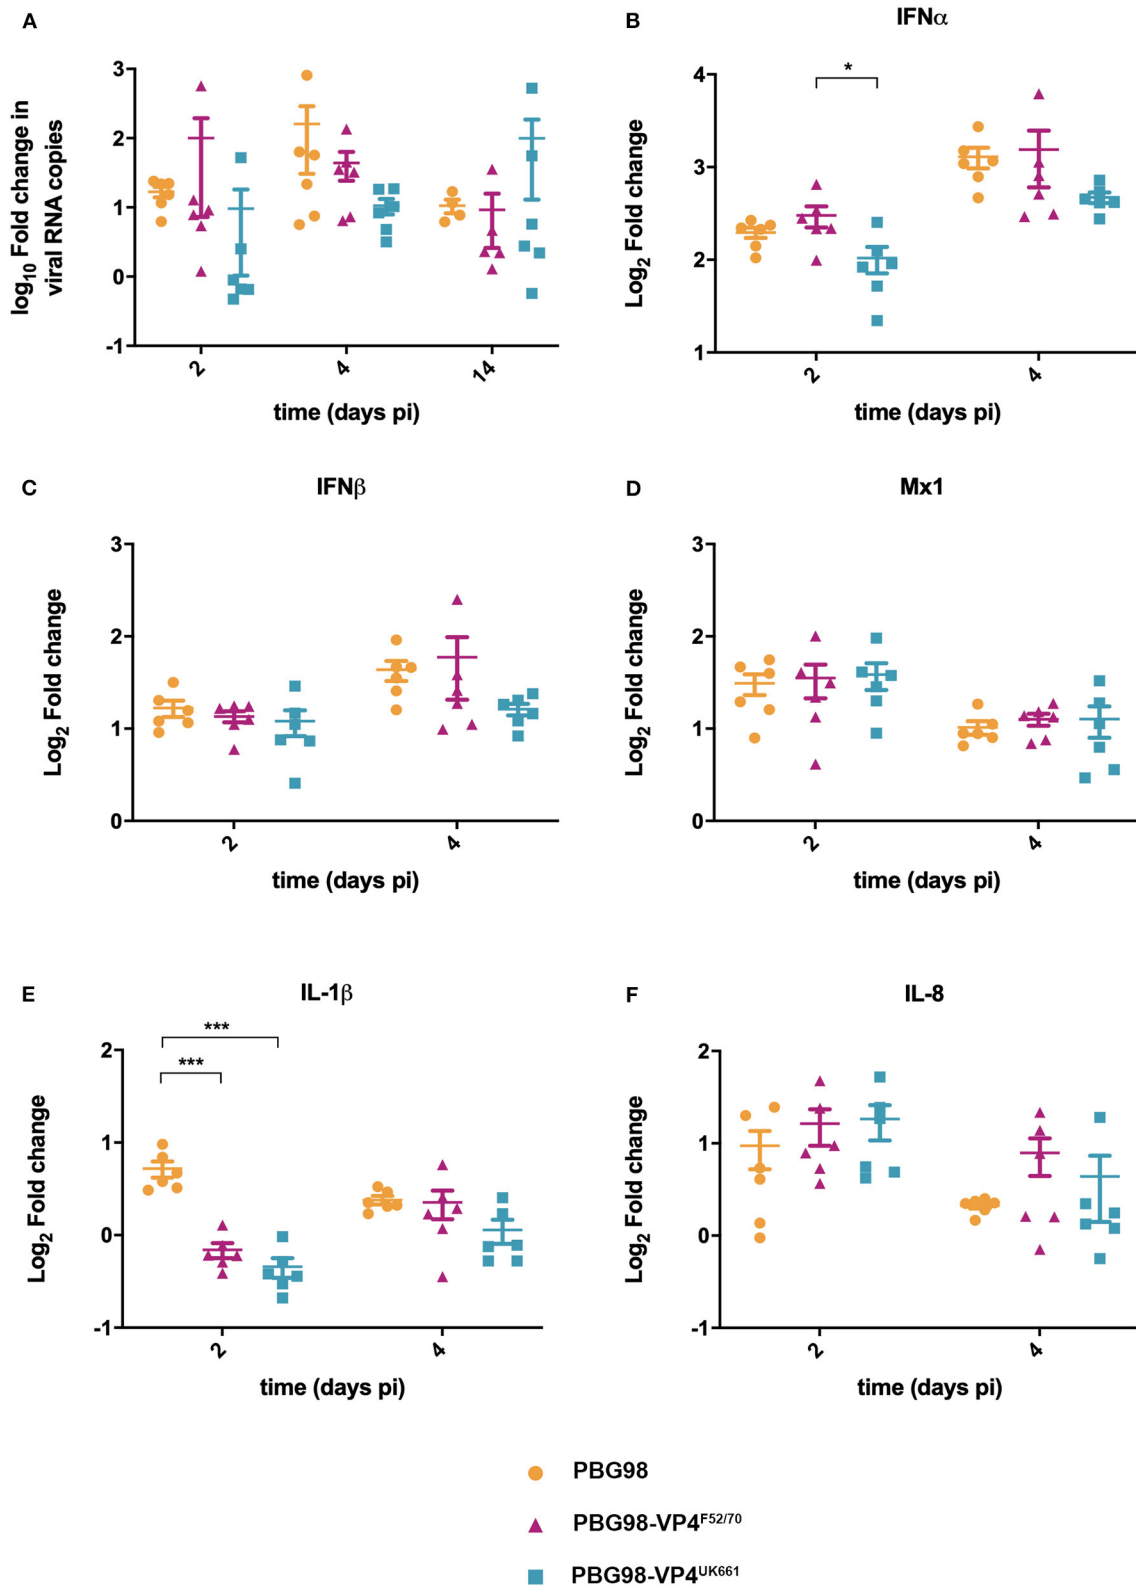 A
log10 Fold change in
viral RNA copies
3
2
1
0
-1
2
4
14
time (days pi)
B
IFNα
Log2 Fold change
4
3
2
1
*
2
4
time (days pi)
C
IFNβ
Log2 Fold change
3
2
1
0
2
4
time (days pi)
D
Mx1
Log2 Fold change
3
2
1
0
2
4
time (days pi)
E
IL-1β
Log2 Fold change
2
1
0
-1
***
***
2
4
time (days pi)
F
IL-8
Log2 Fold change
2
1
0
-1
2
4
time (days pi)
PBG98
PBG98-VP4F52/70
PBG98-VP4UK661